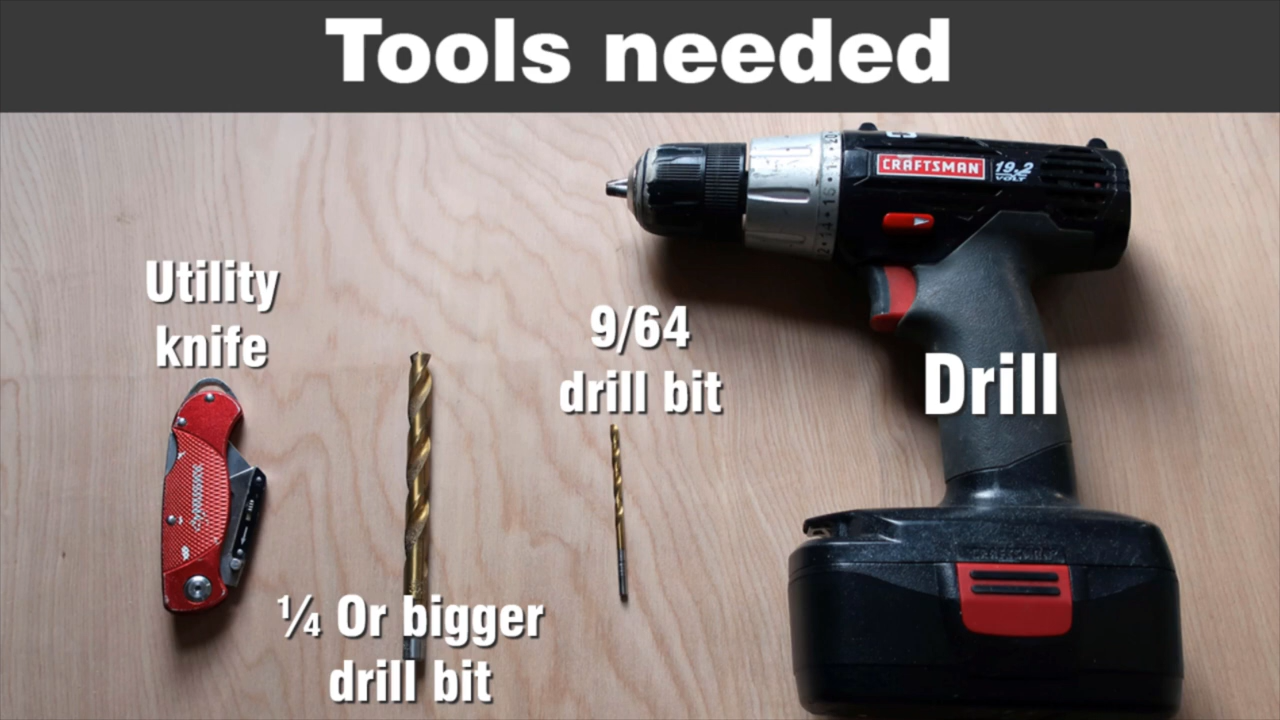 Tools needed
CRAFTSMAN
19.2
VOLT
Utility
knife
9/64
drill bit
Drill
CRAFTSMAN
¼ Or bigger
drill bit